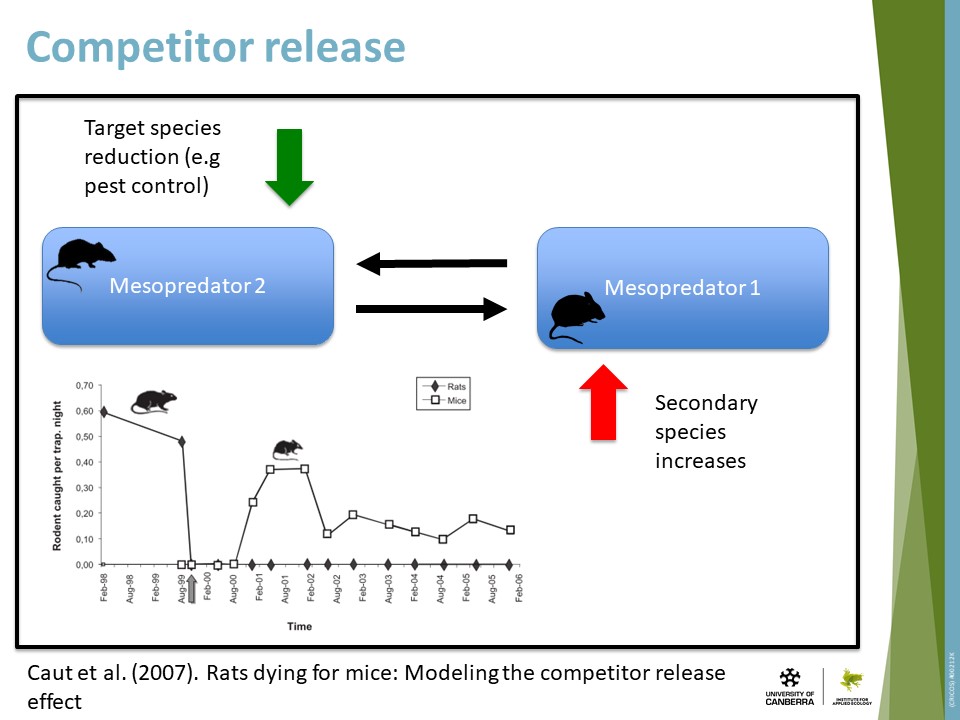 Competitor release
Target species
reduction (e.g
pest control)
Mesopredator 2
Mesopredator 1
Secondary
species
increases
Rodent caught per trap. night
0,70
0,60
0,50
0,40
0,30
0,20
0,10
0,00
Rats
Mice
Feb-98
Aug-98
Feb-99
Aug-99
Feb-00
Aug-00
Feb-01
Aug-01
Feb-02
Aug-02
Feb-03
Aug-03
Feb-04
Aug-04
Feb-05
Aug-05
Feb-06
Time
Caut et al. (2007). Rats dying for mice: Modeling the competitor release
effect
UNIVERSITY OF
CANBERRA
INSTITUTE FOR
APPLIED ECOLOGY